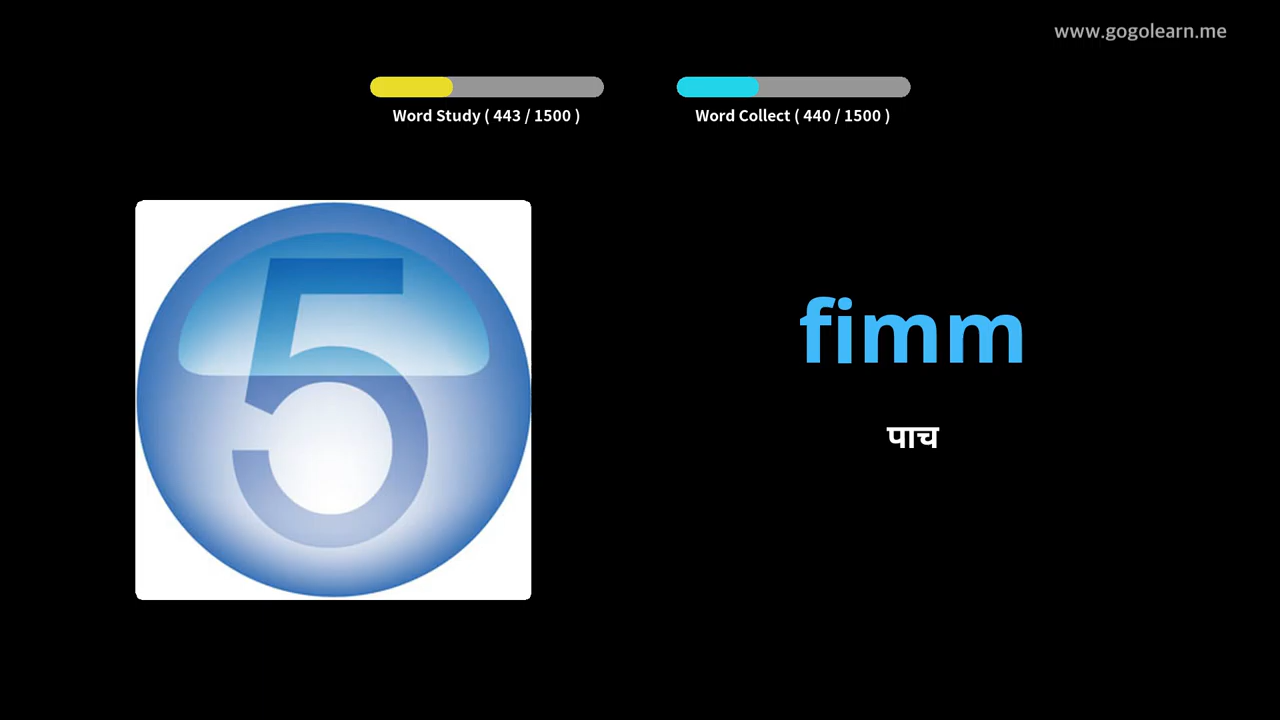 www.gogolearn.me
Word Study ( 443 / 1500 )
Word Collect ( 440 / 1500 )
5
fimm
पाच